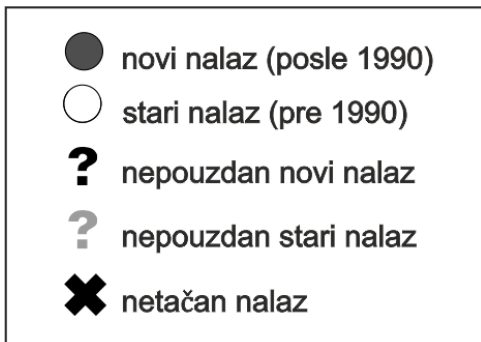 novi nalaz (posle 1990)
stari nalaz (pre 1990)
? nepouzdan novi nalaz
? nepouzdan stari nalaz
netačan nalaz